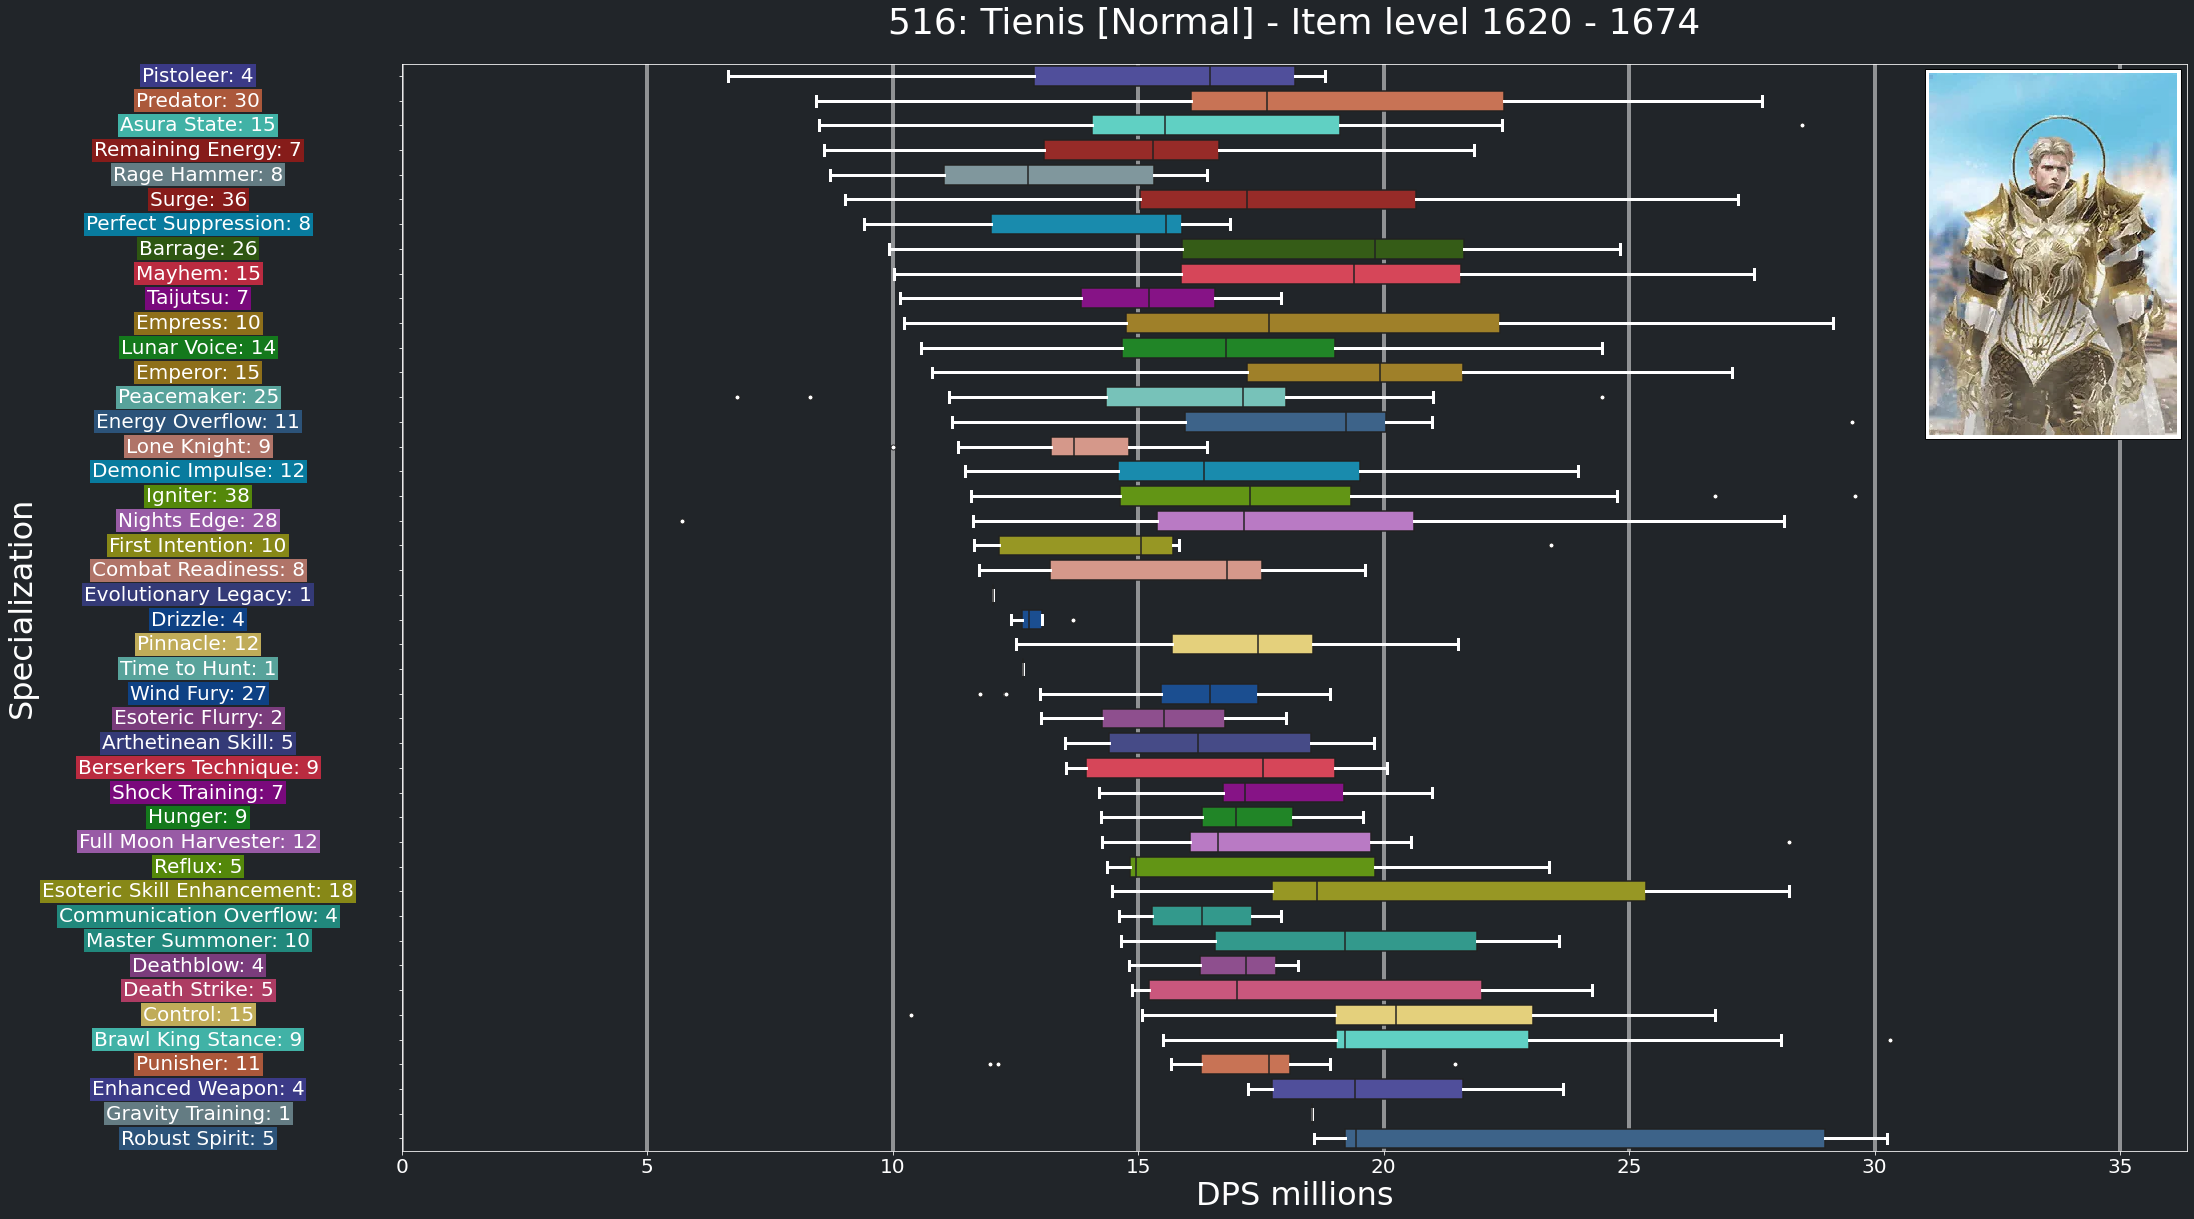 516: Tienis [Normal] - Item level 1620 - 1674
Pistoleer: 4
Predator: 30
Asura State: 15
Remaining Energy: 7
Rage Hammer: 8
Surge: 36
Perfect Suppression: 8
Barrage: 26
Mayhem: 15
Taijutsu: 7
Empress: 10
Lunar Voice: 14
Emperor: 15
Peacemaker: 25
Energy Overflow: 11
Lone Knight: 9
Demonic Impulse: 12
Igniter: 38
Nights Edge: 28
First Intention: 10
Combat Readiness: 8
Evolutionary Legacy: 1
Drizzle: 4
Pinnacle: 12
Time to Hunt: 1
Wind Fury: 27
Esoteric Flurry: 2
Arthetinean Skill: 5
Berserkers Technique: 9
Shock Training: 7
Hunger: 9
Full Moon Harvester: 12
Reflux: 5
Esoteric Skill Enhancement: 18
Communication Overflow: 4
Master Summoner: 10
Deathblow: 4
Death Strike: 5
Control: 15
Brawl King Stance: 9
Punisher: 11
Enhanced Weapon: 4
Gravity Training: 1
Robust Spirit: 5
Specialization
0 5 10 15 20 25 30 35
DPS millions